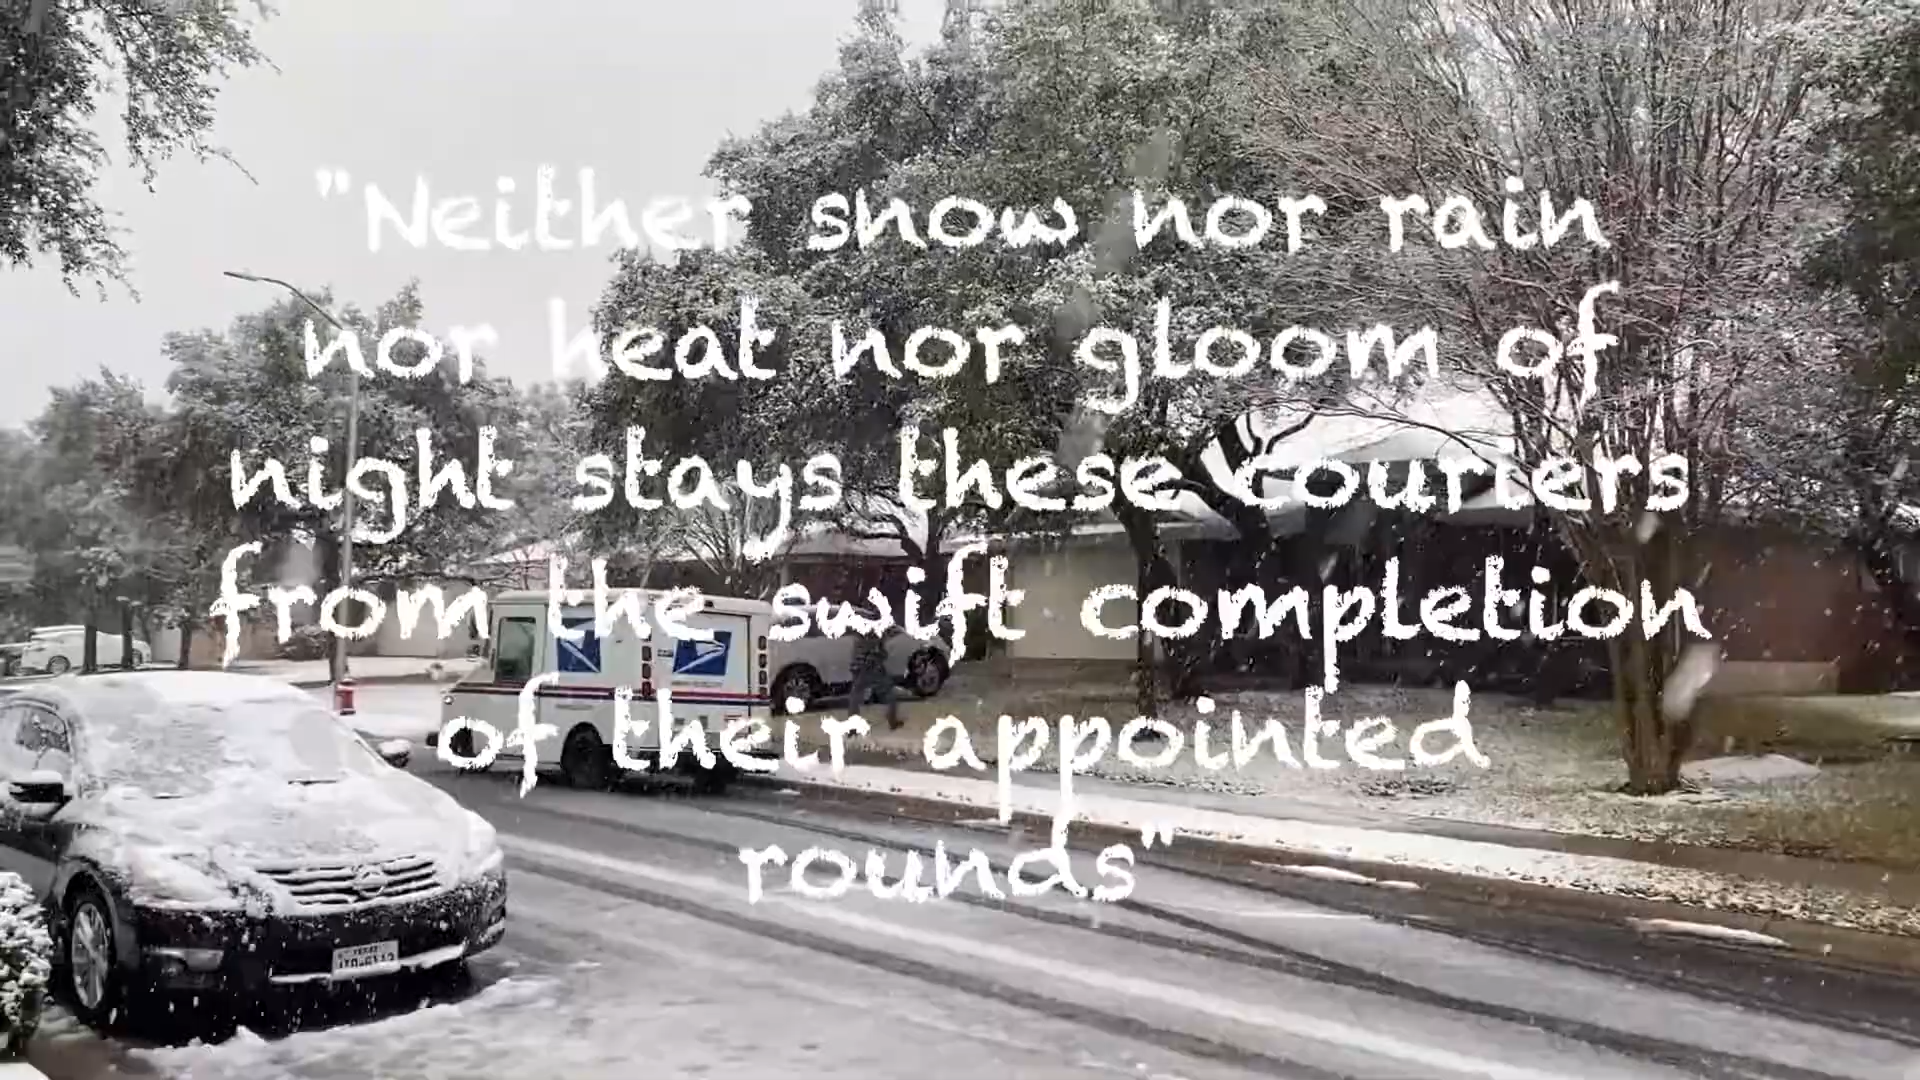 "Neither snow nor rain
nor heat nor gloom of
night stays these couriers
from the swift completion
of their appointed
rounds"